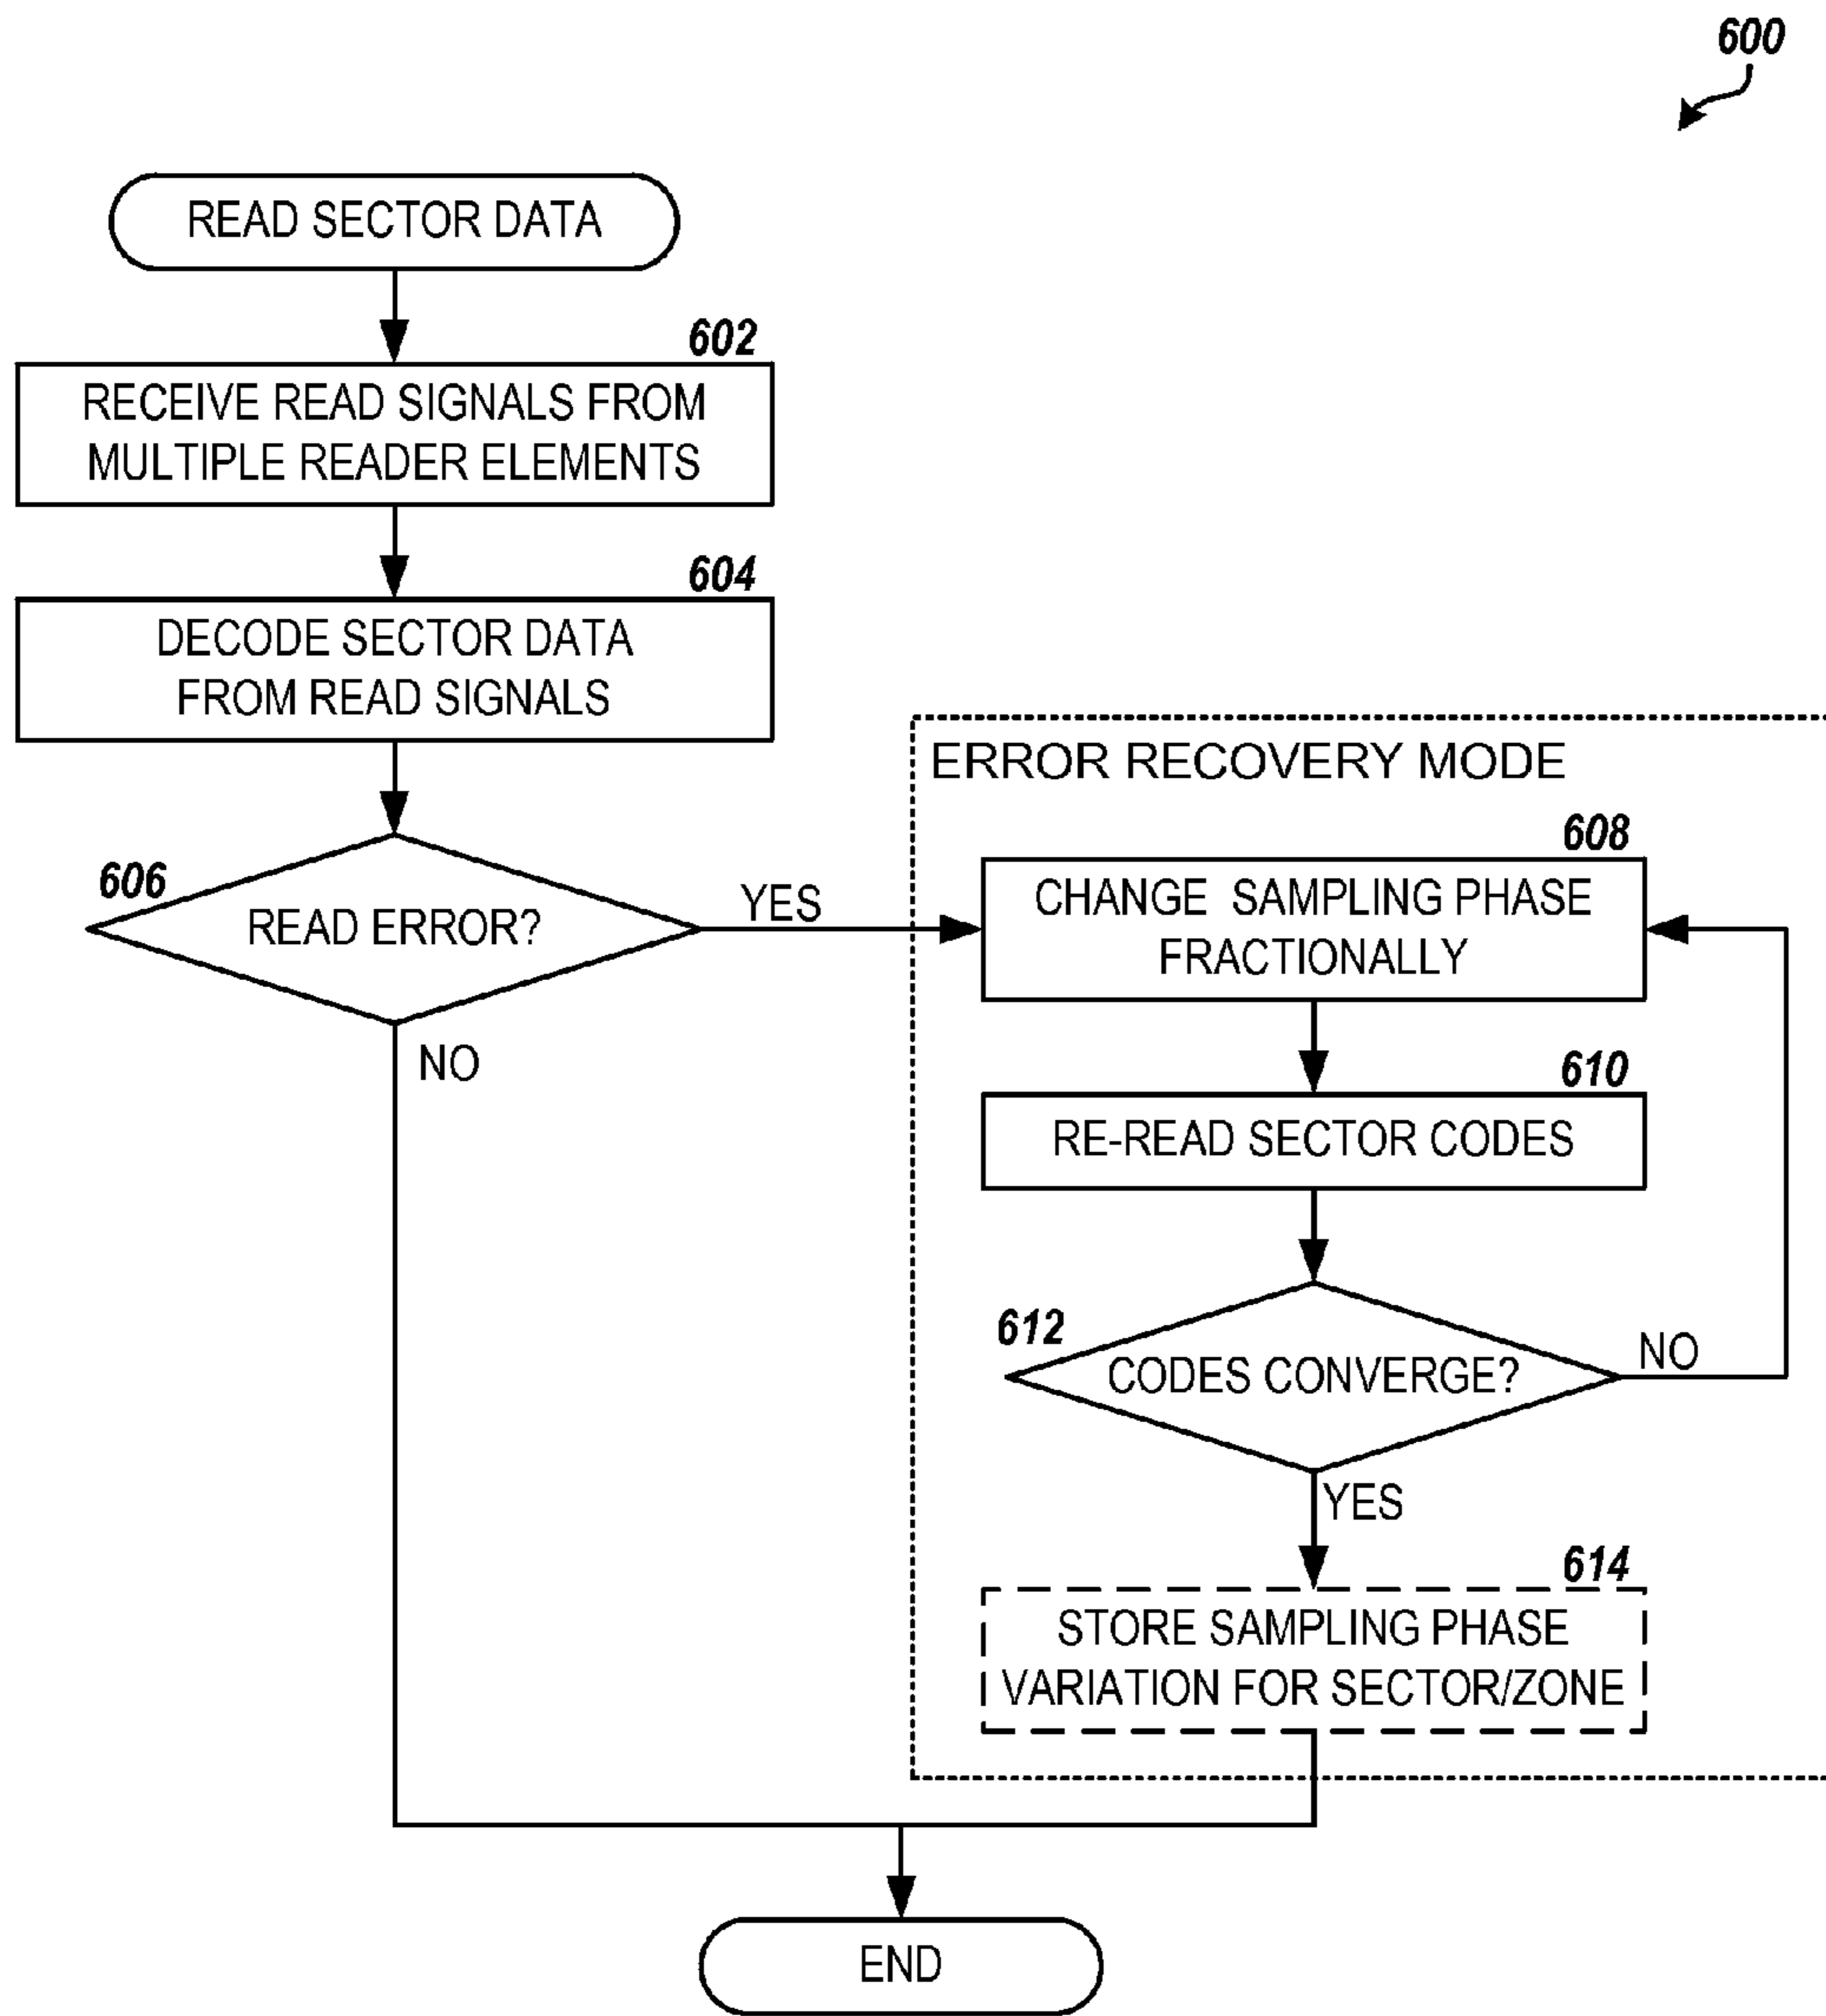 600
READ SECTOR DATA
602
RECEIVE READ SIGNALS FROM
MULTIPLE READER ELEMENTS
604
DECODE SECTOR DATA
FROM READ SIGNALS
ERROR RECOVERY MODE
606
READ ERROR?
YES
NO
608
CHANGE SAMPLING PHASE
FRACTIONALLY
610
RE-READ SECTOR CODES
612
CODES CONVERGE?
NO
YES
614
STORE SAMPLING PHASE
VARIATION FOR SECTOR/ZONE
END